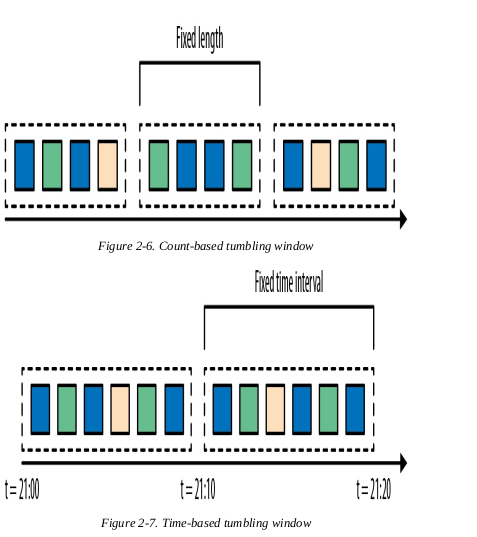 Fixed length
Figure 2-6. Count-based tumbling window
Fixed time interval
t = 21:00 t = 21:10 t = 21:20
Figure 2-7. Time-based tumbling window